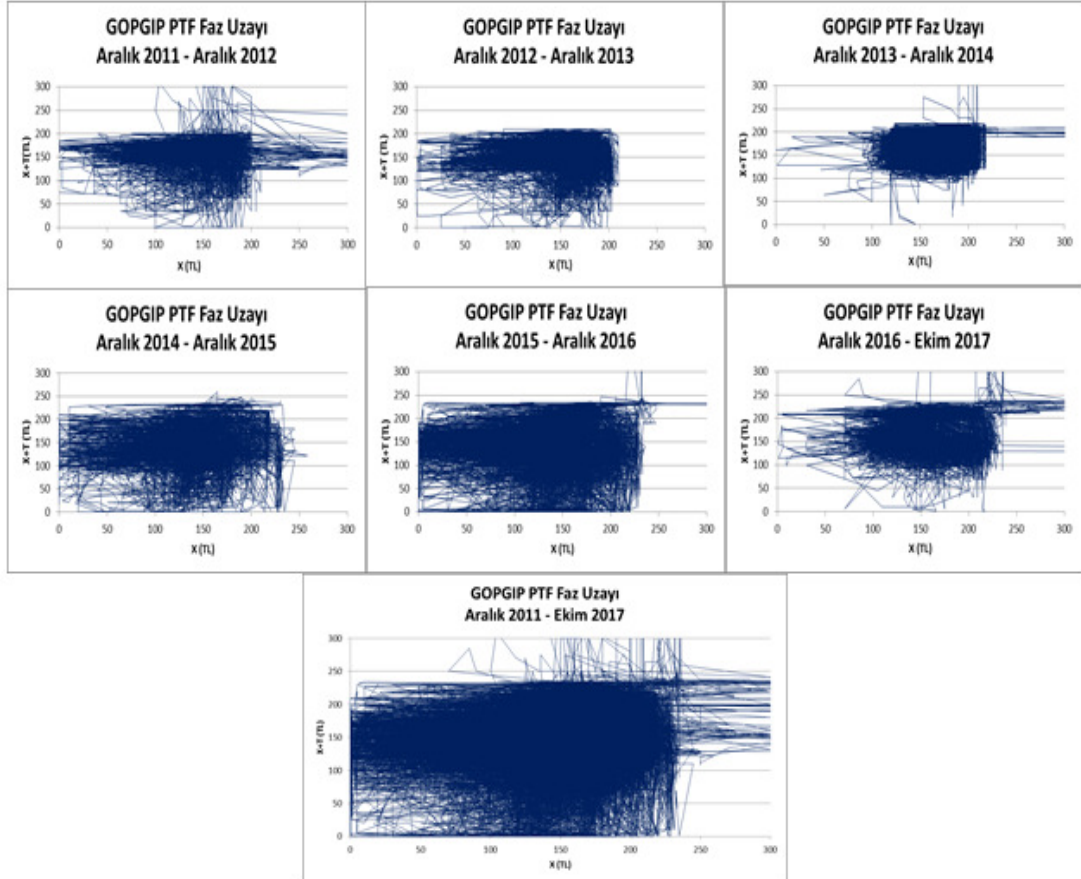 GOPGIP PTF Faz Uzayı
Aralık 2011 - Aralık 2012
300
250
200
150
100
50
0
X+T(TL)
0 50 100 150 200 250 300
X (TL)
GOPGIP PTF Faz Uzayı
Aralık 2012 - Aralık 2013
300
250
200
150
100
50
0
X+T (TL)
0 50 100 150 200 250 300
X (TL)
GOPGIP PTF Faz Uzayı
Aralık 2013 - Aralık 2014
300
250
200
150
100
50
0
X+T (TL)
0 50 100 150 200 250 300
X (TL)
GOPGIP PTF Faz Uzayı
Aralık 2014 - Aralık 2015
300
250
200
150
100
50
0
X+T (TL)
0 50 100 150 200 250 300
X (TL)
GOPGIP PTF Faz Uzayı
Aralık 2015 - Aralık 2016
300
250
200
150
100
50
0
X+T (TL)
0 50 100 150 200 250 300
X (TL)
GOPGIP PTF Faz Uzayı
Aralık 2016 - Ekim 2017
300
250
200
150
100
50
0
X+T (TL)
0 50 100 150 200 250 300
X (TL)
GOPGIP PTF Faz Uzayı
Aralık 2011 - Ekim 2017
300
250
200
150
100
50
0
X+T (TL)
0 50 100 150 200 250 300
X (TL)